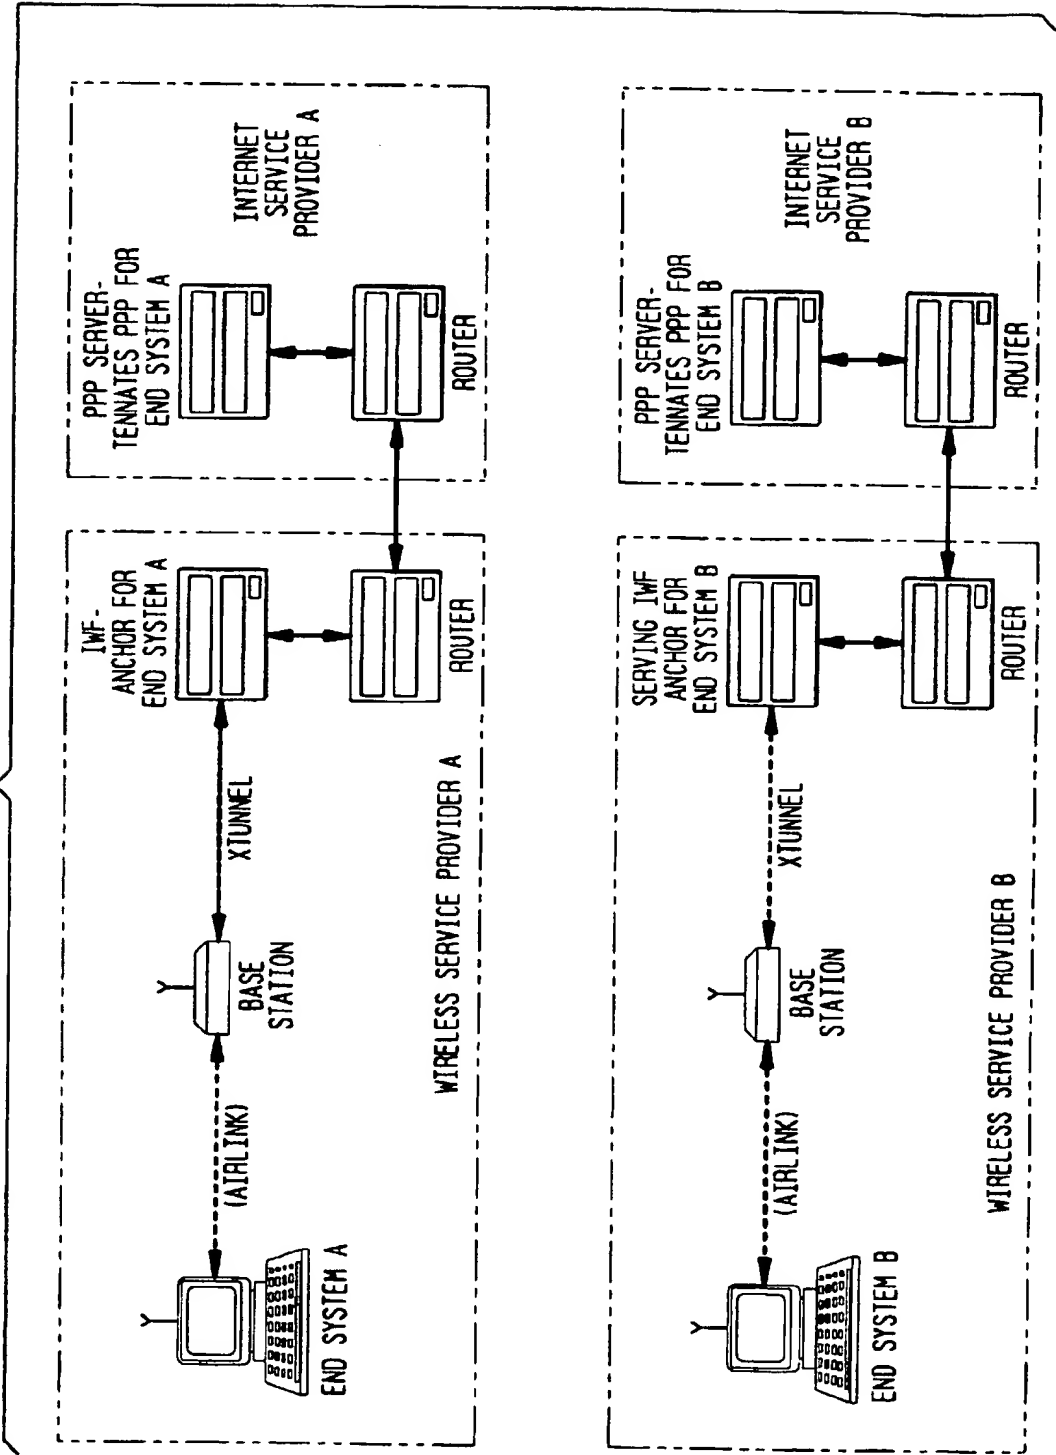 END SYSTEM A
(AIRLINK)
BASE
STATION
XTUNNEL
IWF-
ANCHOR FOR
END SYSTEM A
ROUTER
WIRELESS SERVICE PROVIDER A
PPP SERVER-
TENNATES PPP FOR
END SYSTEM A
ROUTER
INTERNET
SERVICE
PROVIDER A
END SYSTEM B
(AIRLINK)
BASE
STATION
XTUNNEL
SERVING IWF
ANCHOR FOR
END SYSTEM B
ROUTER
WIRELESS SERVICE PROVIDER B
PPP SERVER-
TENNATES PPP FOR
END SYSTEM B
ROUTER
INTERNET
SERVICE
PROVIDER B